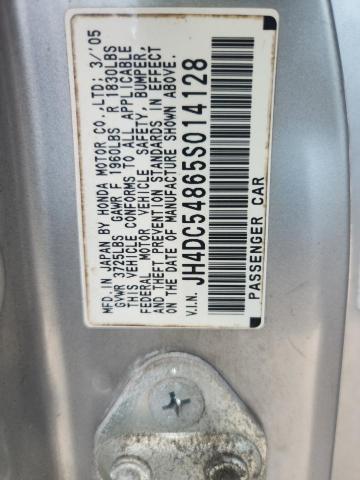 MFD.IN JAPAN BY HONDA MOTOR CO.,LTD; 3/'05
GVWR 3725LBS GAWR F 1960LBS R 1830LBS
THIS VEHICLE CONFORMS TO ALL APPLICABLE
FEDERAL MOTOR VEHICLE SAFETY, BUMPER,
AND THEFT PREVENTION STANDARDS IN EFFECT
ON THE DATE OF MANUFACTURE SHOWN ABOVE.
V.I.N. JH4DC54865S014128
PASSENGER CAR